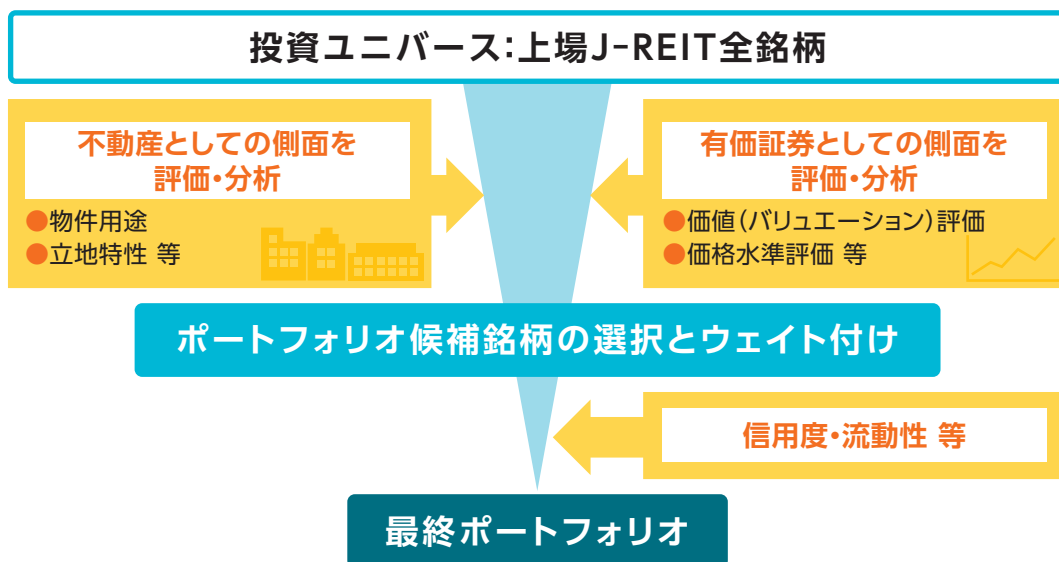 投資ユニバース:上場J-REIT全銘柄
不動産としての側面を
評価・分析
●物件用途
●立地特性 等
有価証券としての側面を
評価・分析
●価値(バリュエーション)評価
●価格水準評価 等
ポートフォリオ候補銘柄の選択とウェイト付け
信用度・流動性 等
最終ポートフォリオ